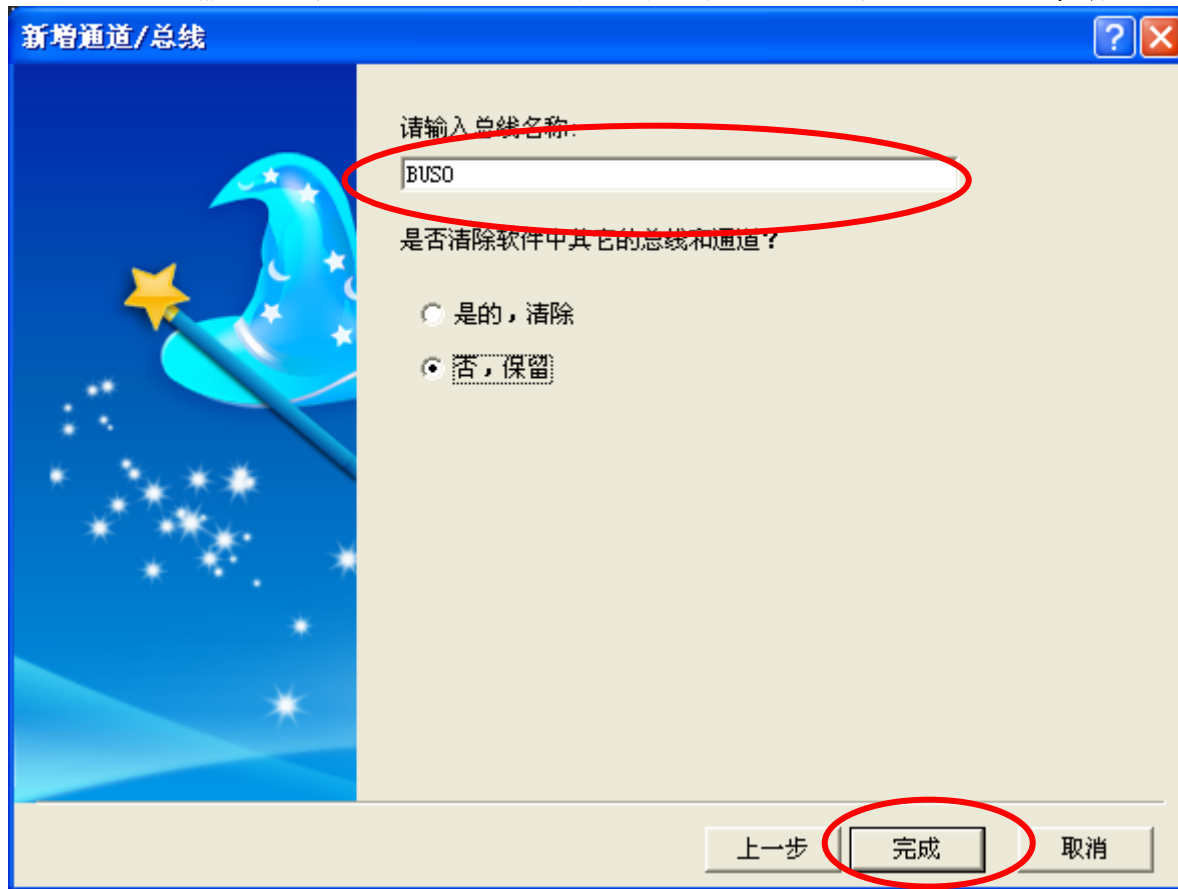 新增通道/总线
请输入总线名称:
BUS0
是否清除软件中其它的总线和通道?
是的，清除
否，保留
上一步 完成 取消